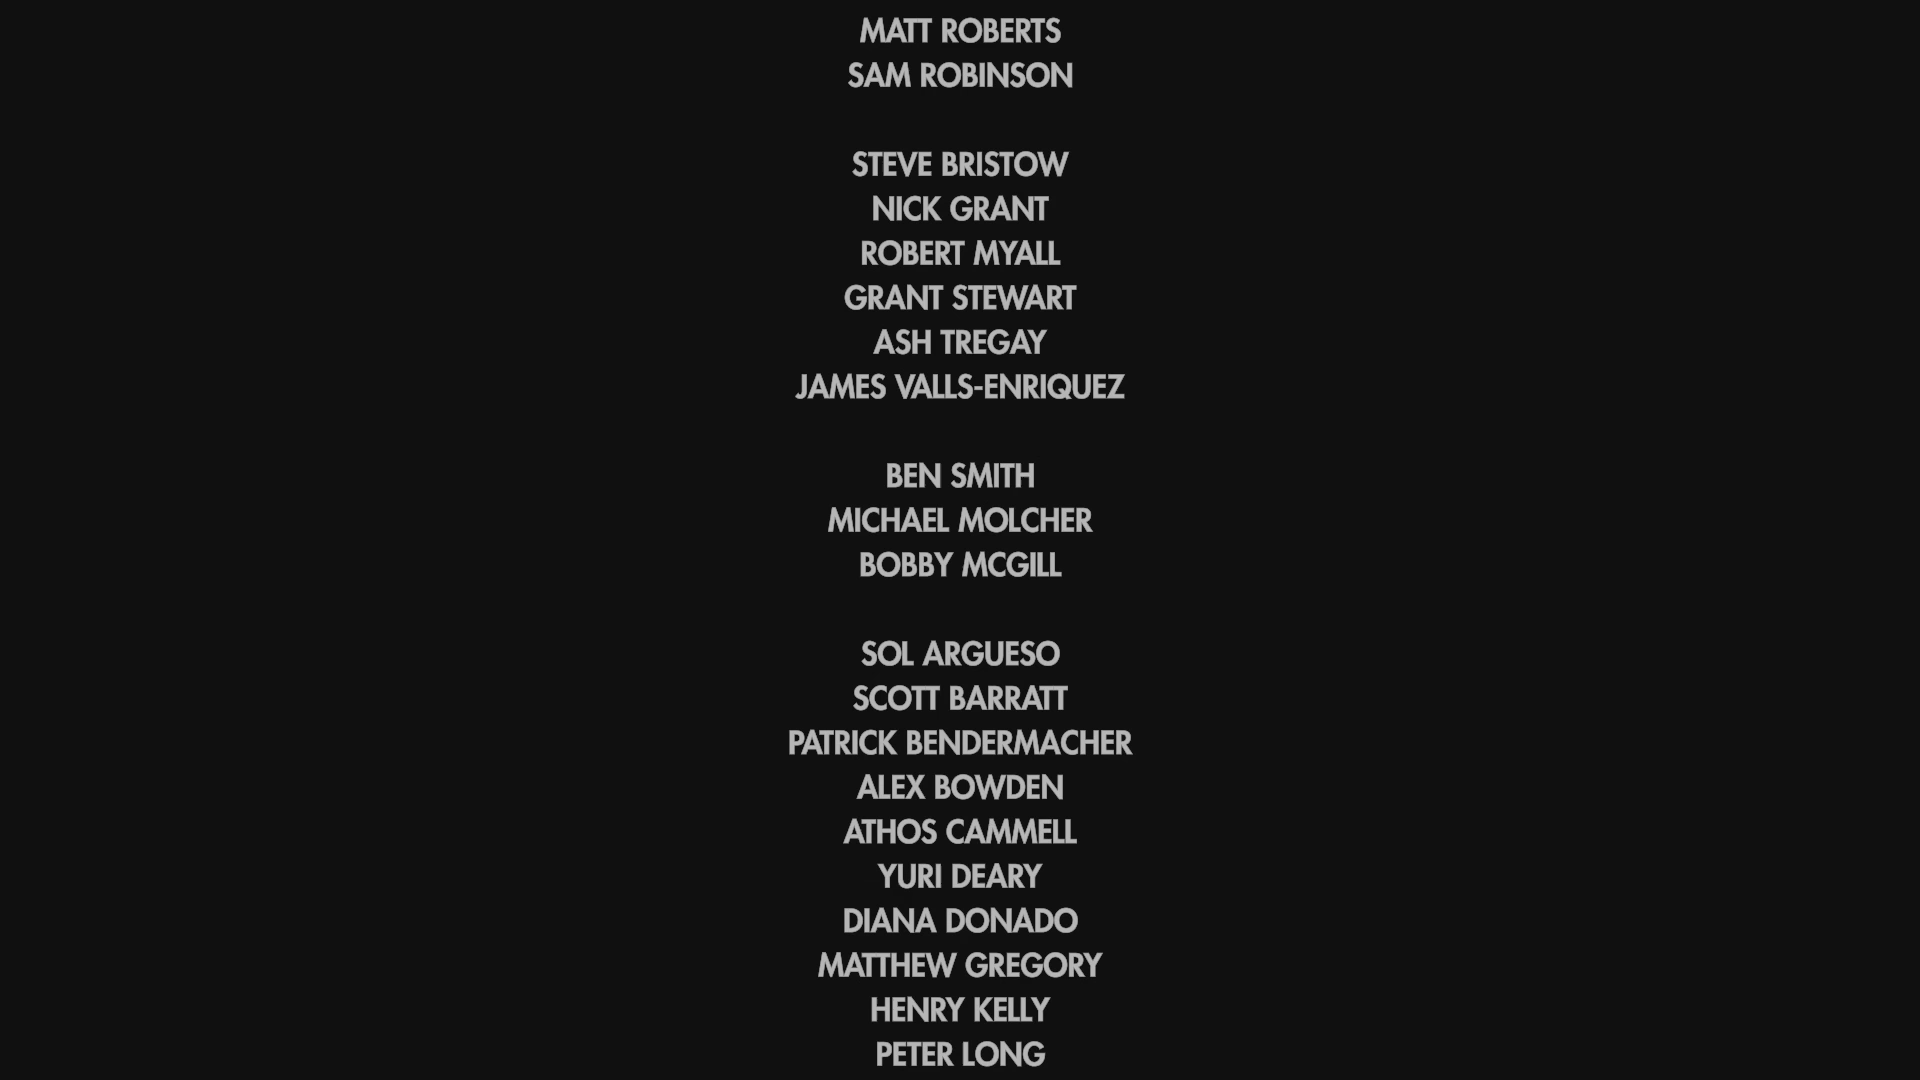 MATT ROBERTS
SAM ROBINSON
STEVE BRISTOW
NICK GRANT
ROBERT MYALL
GRANT STEWART
ASH TREGAY
JAMES VALLS-ENRIQUEZ
BEN SMITH
MICHAEL MOLCHER
BOBBY MCGILL
SOL ARGUESO
SCOTT BARRATT
PATRICK BENDERMACHER
ALEX BOWDEN
ATHOS CAMMELL
YURI DEARY
DIANA DONADO
MATTHEW GREGORY
HENRY KELLY
PETER LONG